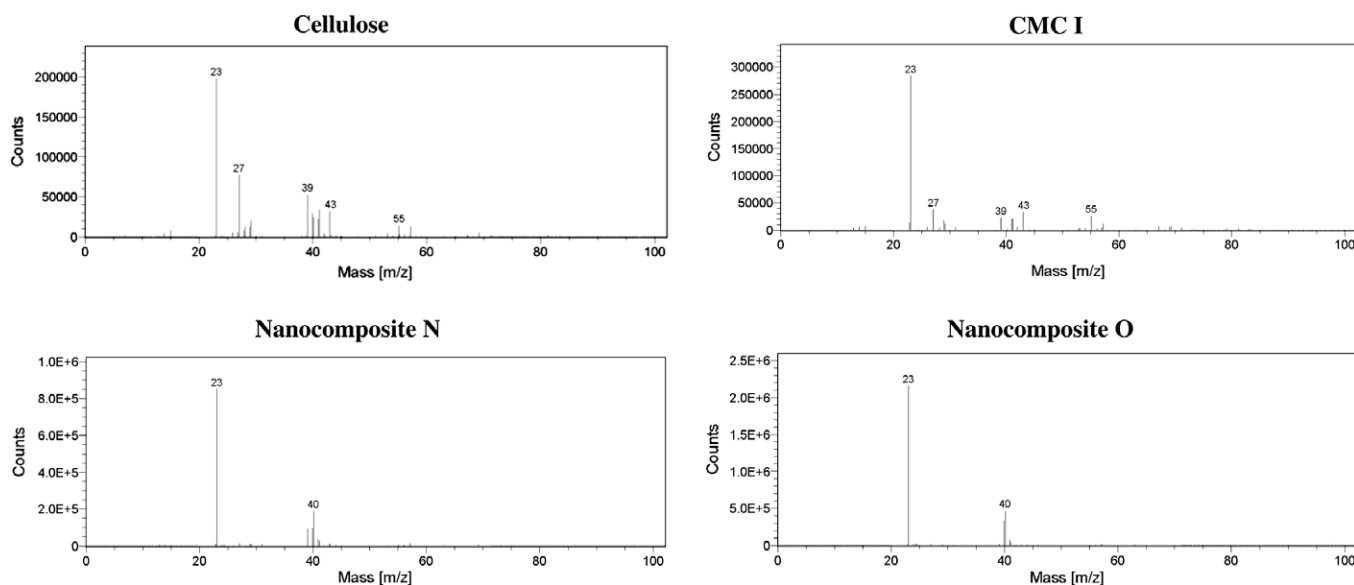 Cellulose
Counts
200000
150000
100000
50000
0
23
27
39
43
55
0 20 40 60 80 100
Mass [m/z]
CMC I
Counts
300000
250000
200000
150000
100000
50000
0
23
27
39
43
55
0 20 40 60 80 100
Mass [m/z]
Nanocomposite N
Counts
1.0E+6
8.0E+5
6.0E+5
4.0E+5
2.0E+5
0
23
40
0 20 40 60 80 100
Mass [m/z]
Nanocomposite O
Counts
2.5E+6
2.0E+6
1.5E+6
1.0E+6
5.0E+5
0
23
40
0 20 40 60 80 100
Mass [m/z]